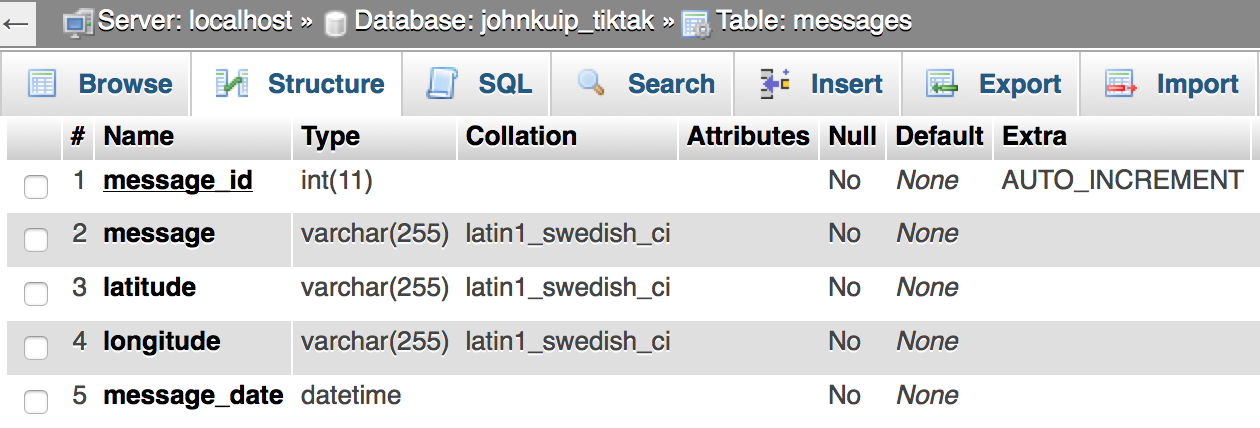 ← Server: localhost » Database: johnkuip_tiktak » Table: messages
Browse Structure SQL Search Insert Export Import
# Name Type Collation Attributes Null Default Extra
1 message_id int(11) No None AUTO_INCREMENT
2 message varchar(255) latin1_swedish_ci No None
3 latitude varchar(255) latin1_swedish_ci No None
4 longitude varchar(255) latin1_swedish_ci No None
5 message_date datetime No None